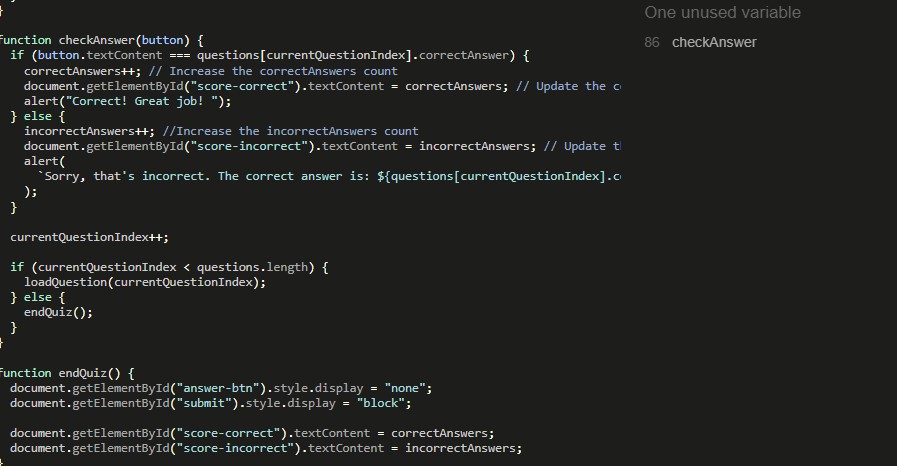 }
function checkAnswer(button) {
if (button.textContent === questions[currentQuestionIndex].correctAnswer) {
correctAnswers++; // Increase the correctAnswers count
document.getElementById("score-correct").textContent = correctAnswers; // Update the
alert("Correct! Great job! ");
} else {
incorrectAnswers++; //Increase the incorrectAnswers count
document.getElementById("score-incorrect").textContent = incorrectAnswers; // Update
alert(
`Sorry, that's incorrect. The correct answer is: ${questions[currentQuestionIndex].
);
}
currentQuestionIndex++;
if (currentQuestionIndex < questions.length) {
loadQuestion(currentQuestionIndex);
} else {
endQuiz();
}
}
function endQuiz() {
document.getElementById("answer-btn").style.display = "none";
document.getElementById("submit").style.display = "block";
document.getElementById("score-correct").textContent = correctAnswers;
document.getElementById("score-incorrect").textContent = incorrectAnswers;
}
One unused variable
86 checkAnswer